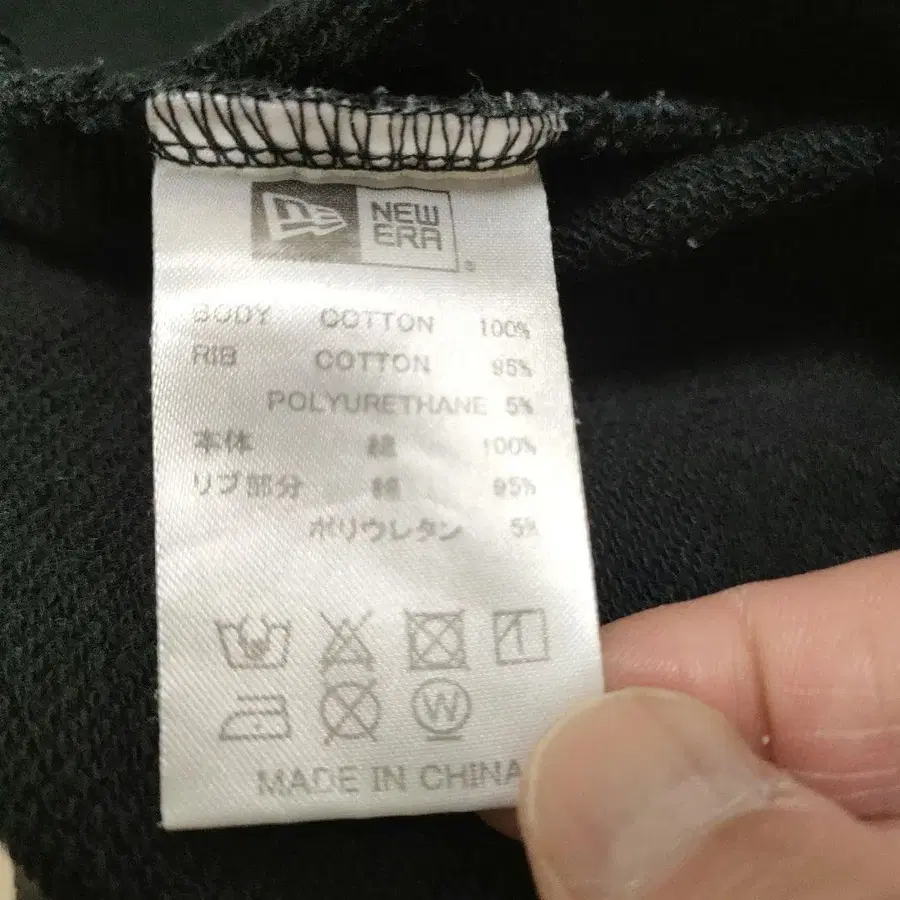 NEW
ERA
BODY COTTON 100%
RIB COTTON 95%
POLYURETHANE 5%
本体 綿 100%
リブ部分 綿 95%
ポリウレタン 5%
W
MADE IN CHINA